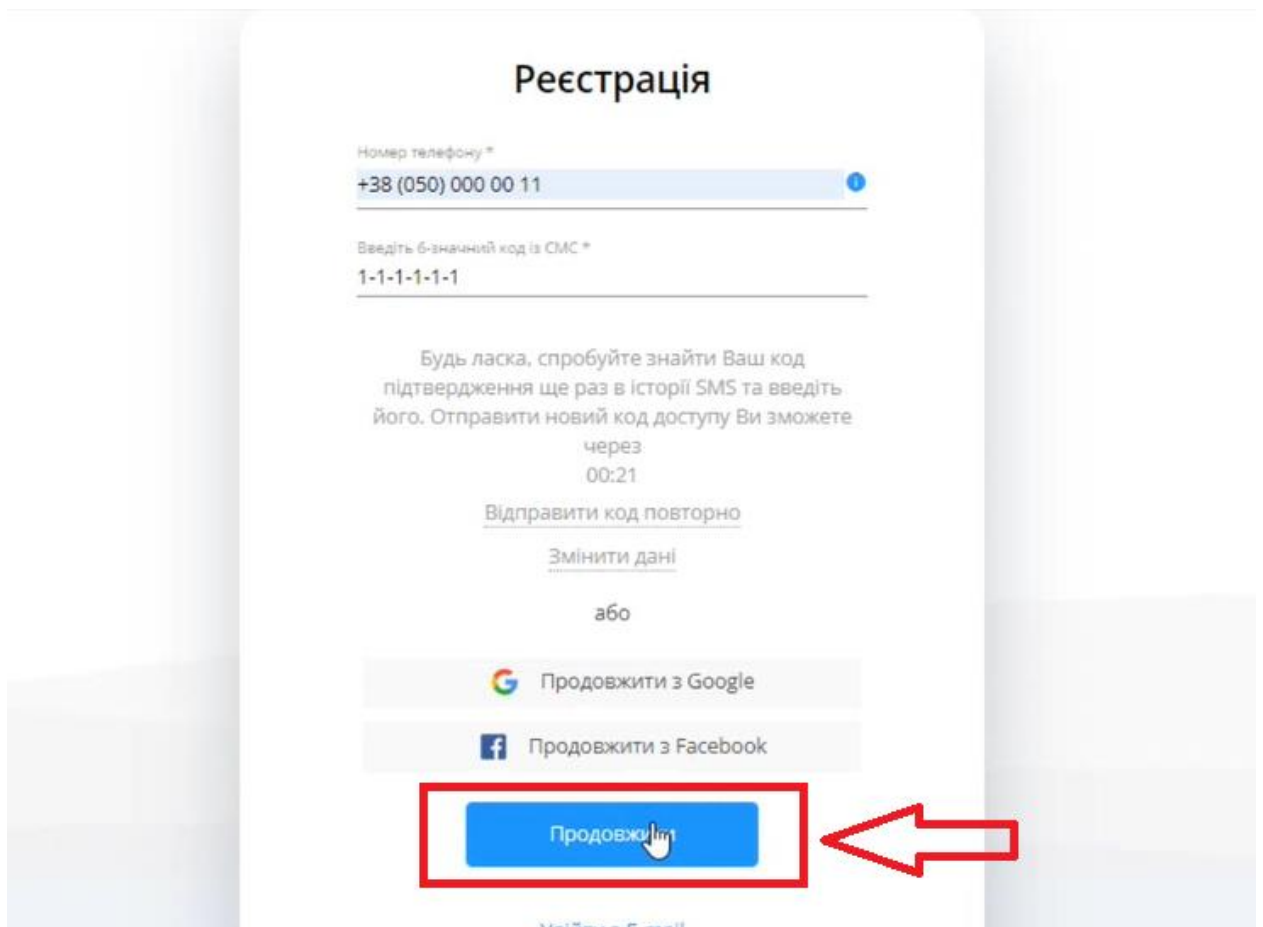 Реєстрація
Номер телефону *
+38 (050) 000 00 11
Введіть 6-значний код із СМС *
1-1-1-1-1-1
Будь ласка, спробуйте знайти Ваш код
підтвердження ще раз в історії SMS та введіть
його. Отправити новий код доступу Ви зможете
через
00:21
Відправити код повторно
Змінити дані
або
Продовжити з Google
Продовжити з Facebook
Продовжити